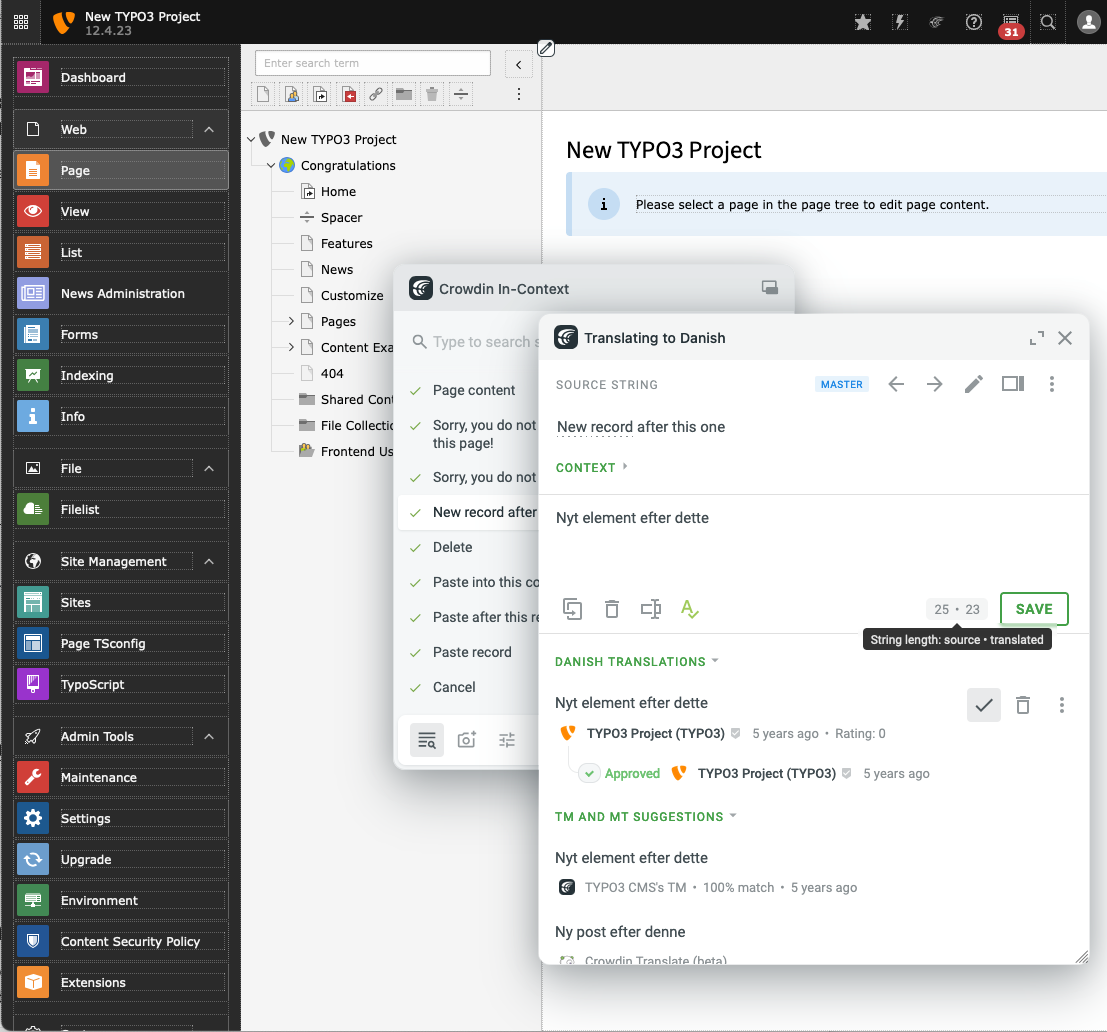 New TYPO3 Project
12.4.23
31
Dashboard
Web
Page
View
List
News Administration
Forms
Indexing
Info
File
Filelist
Site Management
Sites
Page TSconfig
TypoScript
Admin Tools
Maintenance
Settings
Upgrade
Environment
Content Security Policy
Extensions
Enter search term
New TYPO3 Project
Congratulations
Home
Spacer
Features
News
Customize
Pages
Content Exa
404
Shared Cont
File Collectio
Frontend Us
New TYPO3 Project
Please select a page in the page tree to edit page content.
Crowdin In-Context
Type to search s
Page content
Sorry, you do not
this page!
Sorry, you do not
New record after
Delete
Paste into this co
Paste after this re
Paste record
Cancel
Translating to Danish
SOURCE STRING
MASTER
New record after this one
CONTEXT
Nyt element efter dette
25 • 23
SAVE
String length: source • translated
DANISH TRANSLATIONS
Nyt element efter dette
TYPO3 Project (TYPO3) 5 years ago • Rating: 0
Approved TYPO3 Project (TYPO3) 5 years ago
TM AND MT SUGGESTIONS
Nyt element efter dette
TYPO3 CMS's TM • 100% match • 5 years ago
Ny post efter denne
Crowdin Translate (beta)